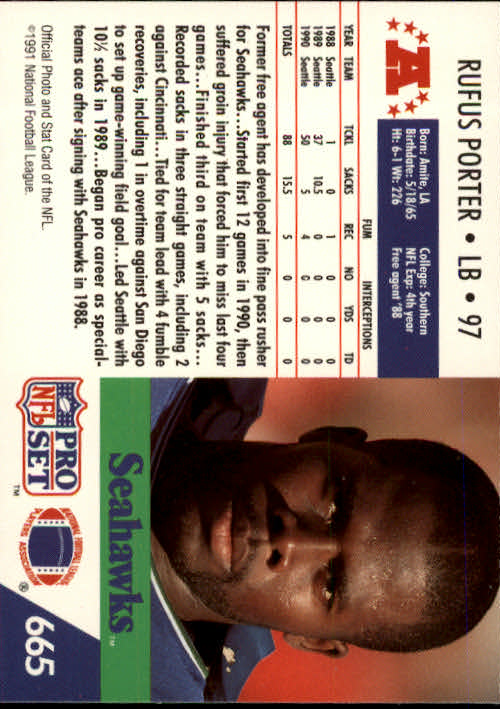 RUFUS PORTER • LB • 97
A
Born: Amite, LA
Birthdate: 5/18/65
Ht: 6-1 Wt: 226
College: Southern
NFL Exp: 4th year
Free agent '88
FUM INTERCEPTIONS
YEAR TEAM TCKL SACKS REC NO YDS TD
1988 Seattle 1 0 1 0 0 0
1989 Seattle 37 10.5 0 0 0 0
1990 Seattle 50 5 4 0 0 0
TOTALS 88 15.5 5 0 0 0
Former free agent has developed into fine pass rusher
for Seahawks...Started first 12 games in 1990, then
suffered groin injury that forced him to miss last four
games...Finished third on team with 5 sacks...
Recorded sacks in three straight games, including 2
against Cincinnati...Tied for team lead with 4 fumble
recoveries, including 1 in overtime against San Diego
to set up game-winning field goal...Led Seattle with
10½ sacks in 1989...Began pro career as special-
teams ace after signing with Seahawks in 1988.
Official Photo and Stat Card of the NFL.
©1991 National Football League.
Seahawks™
PRO
SET
NFL
™
NATIONAL FOOTBALL LEAGUE
PLAYERS ASSOCIATION
®
665